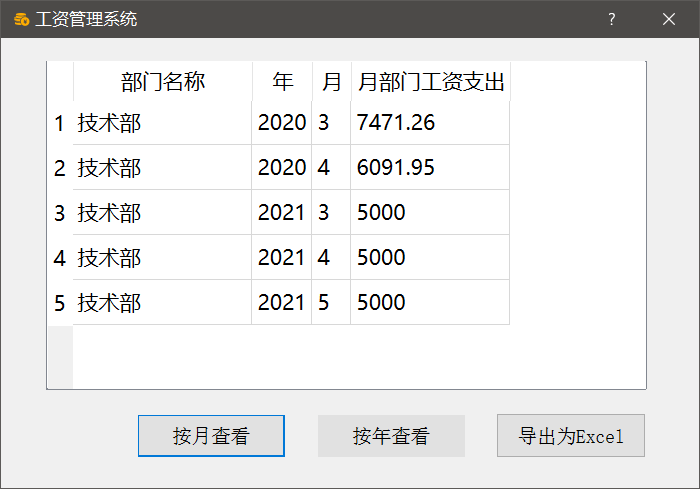 工资管理系统 ?
部门名称 年 月 月部门工资支出
1 技术部 2020 3 7471.26
2 技术部 2020 4 6091.95
3 技术部 2021 3 5000
4 技术部 2021 4 5000
5 技术部 2021 5 5000
按月查看 按年查看 导出为Excel